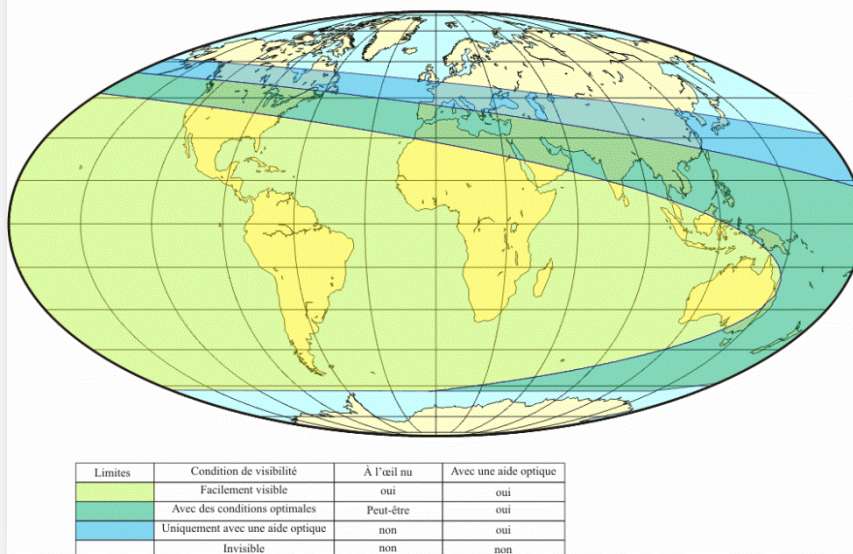 Limites Condition de visibilité À l'œil nu Avec une aide optique
Facilement visible oui oui
Avec des conditions optimales Peut-être oui
Uniquement avec une aide optique non oui
Invisible non non